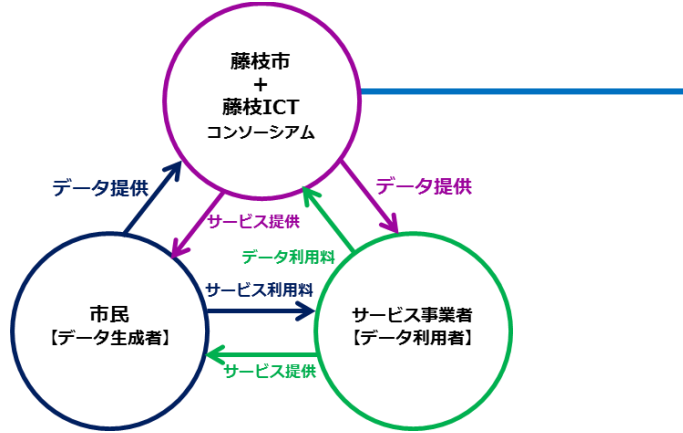 藤枝市
+
藤枝ICT
コンソーシアム
データ提供
データ提供
サービス提供
データ利用料
サービス利用料
市民
【データ生成者】
サービス事業者
【データ利用者】
サービス提供